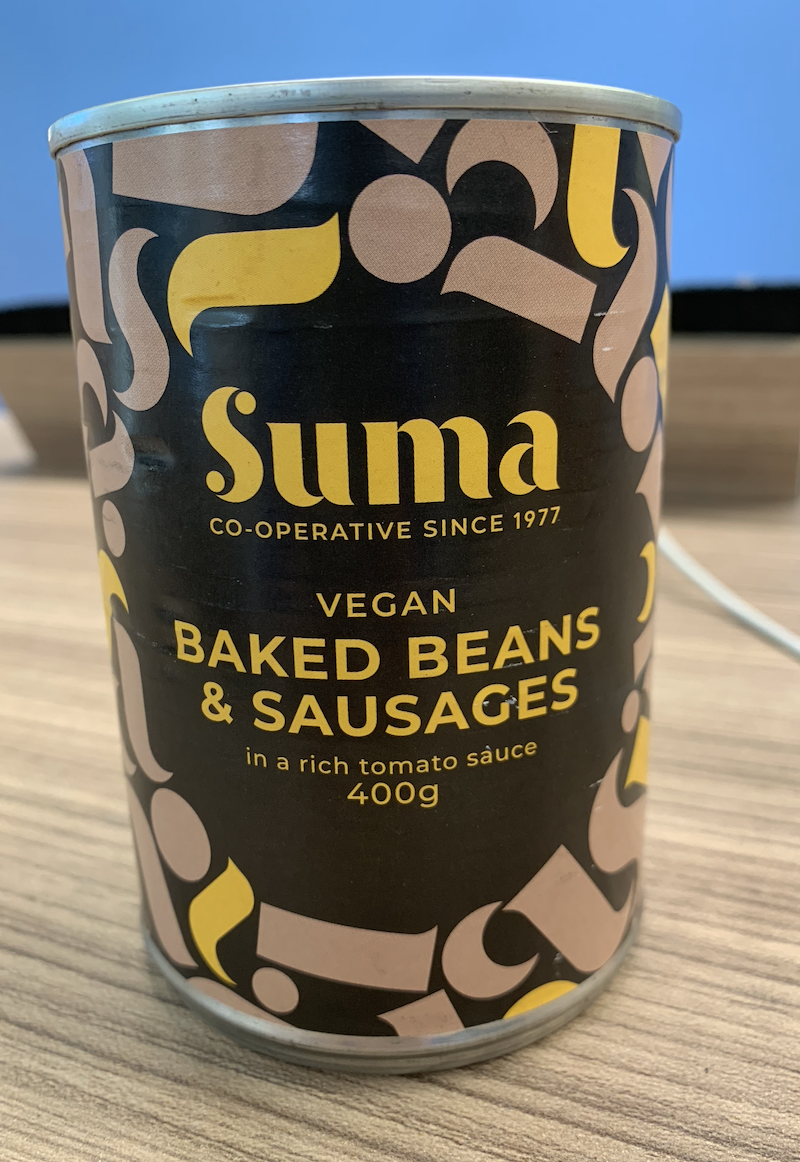 Suma
CO-OPERATIVE SINCE 1977
VEGAN
BAKED BEANS
& SAUSAGES
in a rich tomato sauce
400g